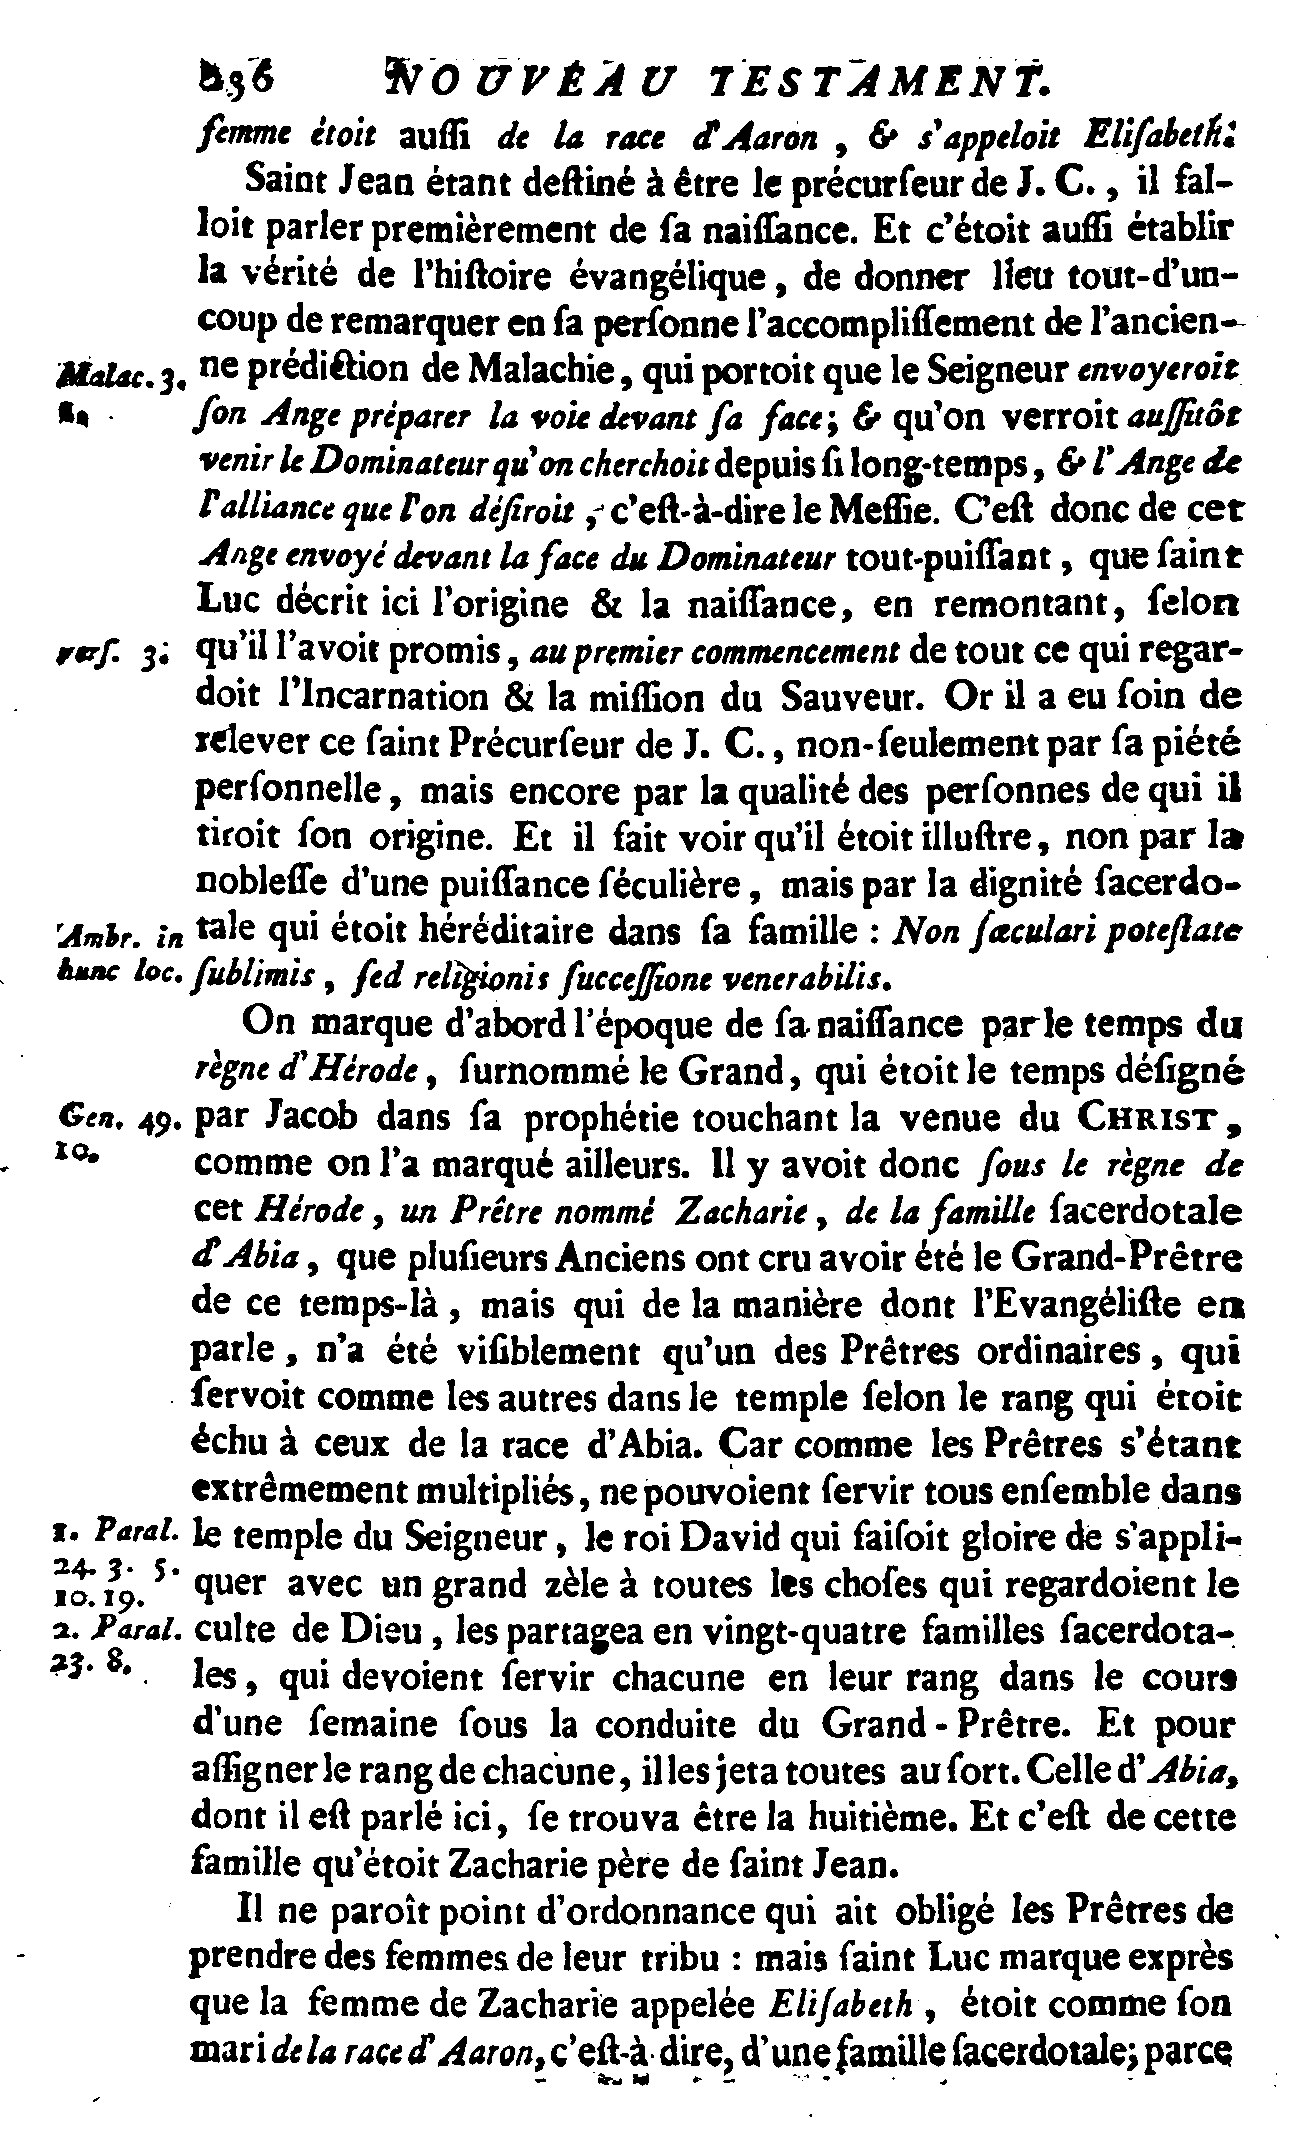 NOUVEAU TESTAMENT.
femme étoit auſſi de la race d'Aaron, & s'appeloit Eliſabeth.
Saint Jean étant deſtiné à être le précurſeur de J. C., il fal-
loit parler premièrement de ſa naiſſance. Et c'étoit auſſi établir
la vérité de l'hiſtoire évangélique, de donner lieu tout-d'un-
coup de remarquer en ſa perſonne l'accompliſſement de l'ancien-
Malac. 3.
ne prédiction de Malachie, qui portoit que le Seigneur envoyeroit
ſon Ange préparer la voie devant ſa face; & qu'on verroit auſſitôt
venir le Dominateur qu'on cherchoit depuis ſi long-temps, & l'Ange de
l'alliance que l'on déſiroit, c'eſt-à-dire le Meſſie. C'eſt donc de cet
Ange envoyé devant la face du Dominateur tout-puiſſant, que ſaint
Luc décrit ici l'origine & la naiſſance, en remontant, ſelon
verſ. 3.
qu'il l'avoit promis, au premier commencement de tout ce qui regar-
doit l'Incarnation & la miſſion du Sauveur. Or il a eu ſoin de
relever ce ſaint Précurſeur de J. C., non-ſeulement par ſa piété
perſonnelle, mais encore par la qualité des perſonnes de qui il
tiroit ſon origine. Et il fait voir qu'il étoit illuſtre, non par la
nobleſſe d'une puiſſance ſéculière, mais par la dignité ſacerdo-
Ambr. in
hunc loc.
tale qui étoit héréditaire dans ſa famille : Non ſæculari poteſtate
ſublimis, ſed religionis ſucceſſione venerabilis.
On marque d'abord l'époque de ſa naiſſance par le temps du
règne d'Hérode, ſurnommé le Grand, qui étoit le temps déſigné
Gen. 49.
10.
par Jacob dans ſa prophétie touchant la venue du CHRIST,
comme on l'a marqué ailleurs. Il y avoit donc ſous le règne de
cet Hérode, un Prêtre nommé Zacharie, de la famille ſacerdotale
d'Abia, que pluſieurs Anciens ont cru avoir été le Grand-Prêtre
de ce temps-là, mais qui de la manière dont l'Evangéliſte en
parle, n'a été viſiblement qu'un des Prêtres ordinaires, qui
ſervoit comme les autres dans le temple ſelon le rang qui étoit
échu à ceux de la race d'Abia. Car comme les Prêtres s'étant
extrêmement multipliés, ne pouvoient ſervir tous enſemble dans
1. Paral.
24. 3. 5.
10. 19.
2. Paral.
23. 8.
le temple du Seigneur, le roi David qui faiſoit gloire de s'appli-
quer avec un grand zèle à toutes les choſes qui regardoient le
culte de Dieu, les partagea en vingt-quatre familles ſacerdota-
les, qui devoient ſervir chacune en leur rang dans le cours
d'une ſemaine ſous la conduite du Grand-Prêtre. Et pour
aſſigner le rang de chacune, il les jeta toutes au ſort. Celle d'Abia,
dont il eſt parlé ici, ſe trouva être la huitième. Et c'eſt de cette
famille qu'étoit Zacharie père de ſaint Jean.
Il ne paroît point d'ordonnance qui ait obligé les Prêtres de
prendre des femmes de leur tribu : mais ſaint Luc marque exprès
que la femme de Zacharie appelée Eliſabeth, étoit comme ſon
mari de la race d'Aaron, c'eſt-à-dire, d'une famille ſacerdotale; parce